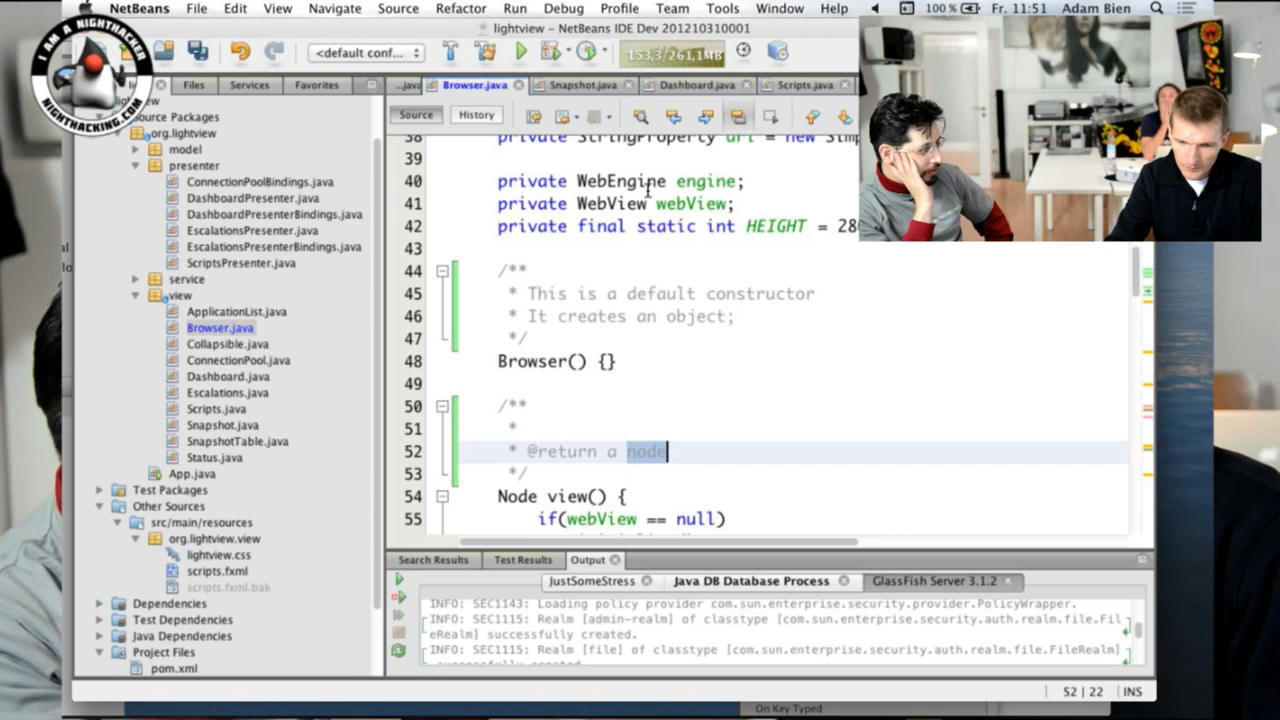 NetBeans File Edit View Navigate Source Refactor Run Debug Profile Team Tools Window Help 100 % Fr. 11:51 Adam Bien
lightview – NetBeans IDE Dev 201210310001
I AM A NIGHTHACKER
NIGHTHACKING.COM
<default conf...
153,3/261,1MB
Files Services Favorites
...java Browser.java Snapshot.java Dashboard.java Scripts.java
Source History
Source Packages
org.lightview
model
presenter
ConnectionPoolBindings.java
DashboardPresenter.java
DashboardPresenterBindings.java
EscalationsPresenter.java
EscalationsPresenterBindings.java
ScriptsPresenter.java
service
view
ApplicationList.java
Browser.java
Collapsible.java
ConnectionPool.java
Dashboard.java
Escalations.java
Scripts.java
Snapshot.java
SnapshotTable.java
Status.java
App.java
Test Packages
Other Sources
src/main/resources
org.lightview.view
lightview.css
scripts.fxml
scripts.fxml.bak
Dependencies
Test Dependencies
Java Dependencies
Project Files
pom.xml
38 private StringProperty uri = new Simp
39
40 private WebEngine engine;
41 private WebView webView;
42 private final static int HEIGHT = 28
43
44 /**
45 * This is a default constructor
46 * It creates an object;
47 */
48 Browser() {}
49
50 /**
51 *
52 * @return a node
53 */
54 Node view() {
55 if(webView == null)
Search Results Test Results Output
JustSomeStress Java DB Database Process GlassFish Server 3.1.2
INFO: SEC1143: Loading policy provider com.sun.enterprise.security.provider.PolicyWrapper.
INFO: SEC1115: Realm [admin-realm] of classtype [com.sun.enterprise.security.auth.realm.file.Fil
eRealm] successfully created.
INFO: SEC1115: Realm [file] of classtype [com.sun.enterprise.security.auth.realm.file.FileRealm]
successfully created.
52 | 22 INS
On Key Typed